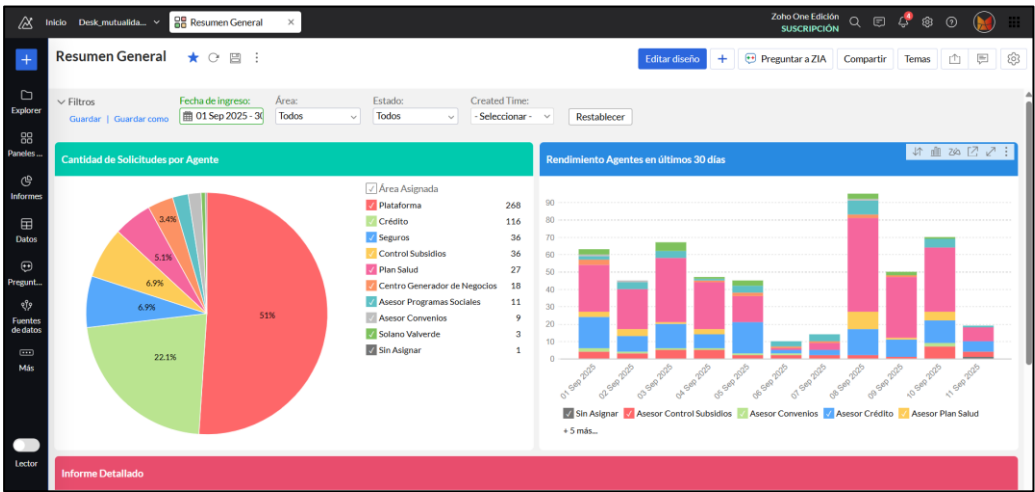 Inicio
Desk_mutualida...
Resumen General
Zoho One Edición
SUSCRIPCIÓN
4
Resumen General
Editar diseño
Preguntar a ZIA
Compartir
Temas
Explorer
Paneles ...
Informes
Datos
Pregunt...
Fuentes
de datos
Más
Lector
Filtros
Guardar | Guardar como
Fecha de ingreso:
01 Sep 2025 - 30
Área:
Todos
Estado:
Todos
Created Time:
- Seleccionar -
Restablecer
Cantidad de Solicitudes por Agente
3.4%
5.1%
6.9%
6.9%
22.1%
51%
Área Asignada
Plataforma 268
Crédito 116
Seguros 36
Control Subsidios 36
Plan Salud 27
Centro Generador de Negocios 18
Asesor Programas Sociales 11
Asesor Convenios 9
Solano Valverde 3
Sin Asignar 1
Rendimiento Agentes en últimos 30 días
90
80
70
60
50
40
30
20
10
0
01 Sep 2025
02 Sep 2025
03 Sep 2025
04 Sep 2025
05 Sep 2025
06 Sep 2025
07 Sep 2025
08 Sep 2025
09 Sep 2025
10 Sep 2025
11 Sep 2025
Sin Asignar Asesor Control Subsidios Asesor Convenios Asesor Crédito Asesor Plan Salud
+ 5 más...
Informe Detallado